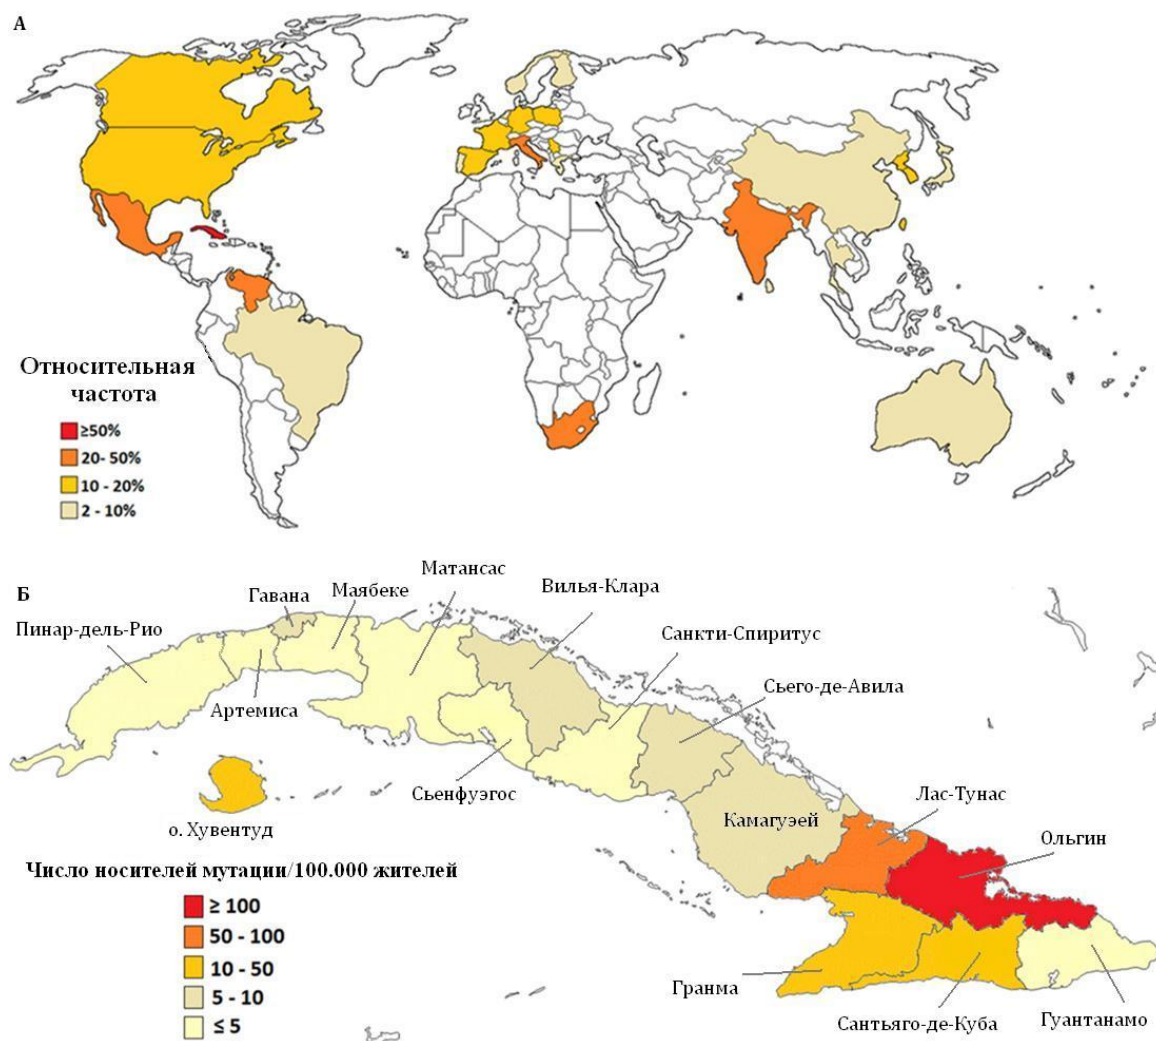 А
Относительная
частота
≥50%
20- 50%
10 - 20%
2 - 10%
Б
Пинар-дель-Рио
Гавана
Маябеке
Матансас
Вилья-Клара
Санкти-Спиритус
Сьего-де-Авила
Артемиса
Сьенфуэгос
о. Хувентуд
Камагуэей
Лас-Тунас
Ольгин
Гранма
Сантьяго-де-Куба
Гуантанамо
Число носителей мутации/100.000 жителей
≥ 100
50 - 100
10 - 50
5 - 10
≤ 5